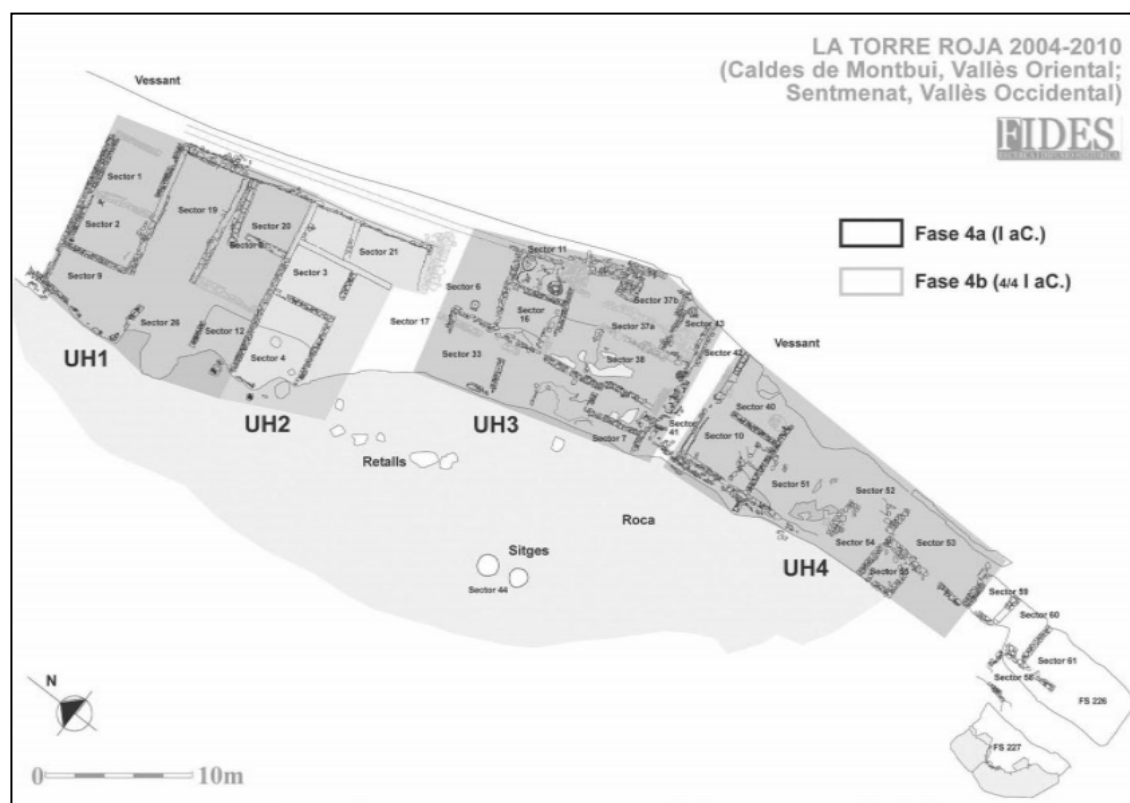 LA TORRE ROJA 2004-2010
(Caldes de Montbui, Vallès Oriental;
Sentmenat, Vallès Occidental)
FIDES
Vessant
Fase 4a (I aC.)
Fase 4b (4/4 I aC.)
Sector 1
Sector 2
Sector 9
Sector 19
Sector 20
Sector 21
Sector 3
Sector 26
Sector 12
Sector 4
UH1
UH2
Sector 17
Sector 6
Sector 11
Sector 16
Sector 37b
Sector 37a
Sector 43
Sector 38
Sector 33
Sector 7
Sector 41
UH3
Vessant
Sector 42
Sector 40
Sector 10
Sector 51
Sector 52
Sector 54
Sector 53
Sector 55
UH4
Retalls
Roca
Sitges
Sector 44
Sector 59
Sector 60
Sector 61
Sector 58
FS 226
FS 227
N
0 10m